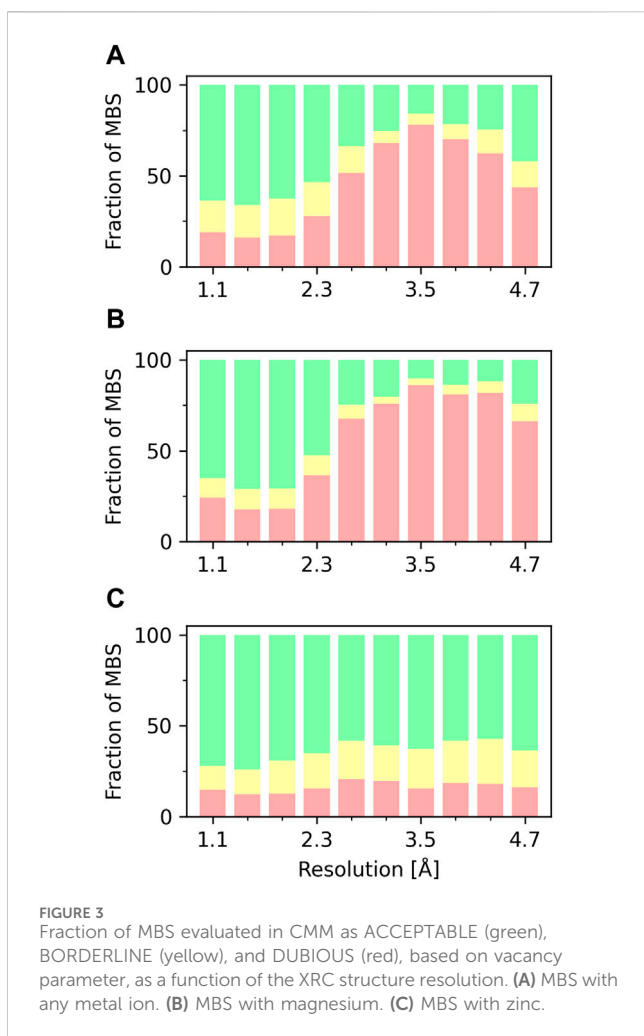 A
100
50
0
Fraction of MBS
1.1 2.3 3.5 4.7
B
100
50
0
Fraction of MBS
1.1 2.3 3.5 4.7
C
100
50
0
Fraction of MBS
1.1 2.3 3.5 4.7
Resolution [Å]
FIGURE 3
Fraction of MBS evaluated in CMM as ACCEPTABLE (green),
BORDERLINE (yellow), and DUBIOUS (red), based on vacancy
parameter, as a function of the XRC structure resolution. (A) MBS with
any metal ion. (B) MBS with magnesium. (C) MBS with zinc.